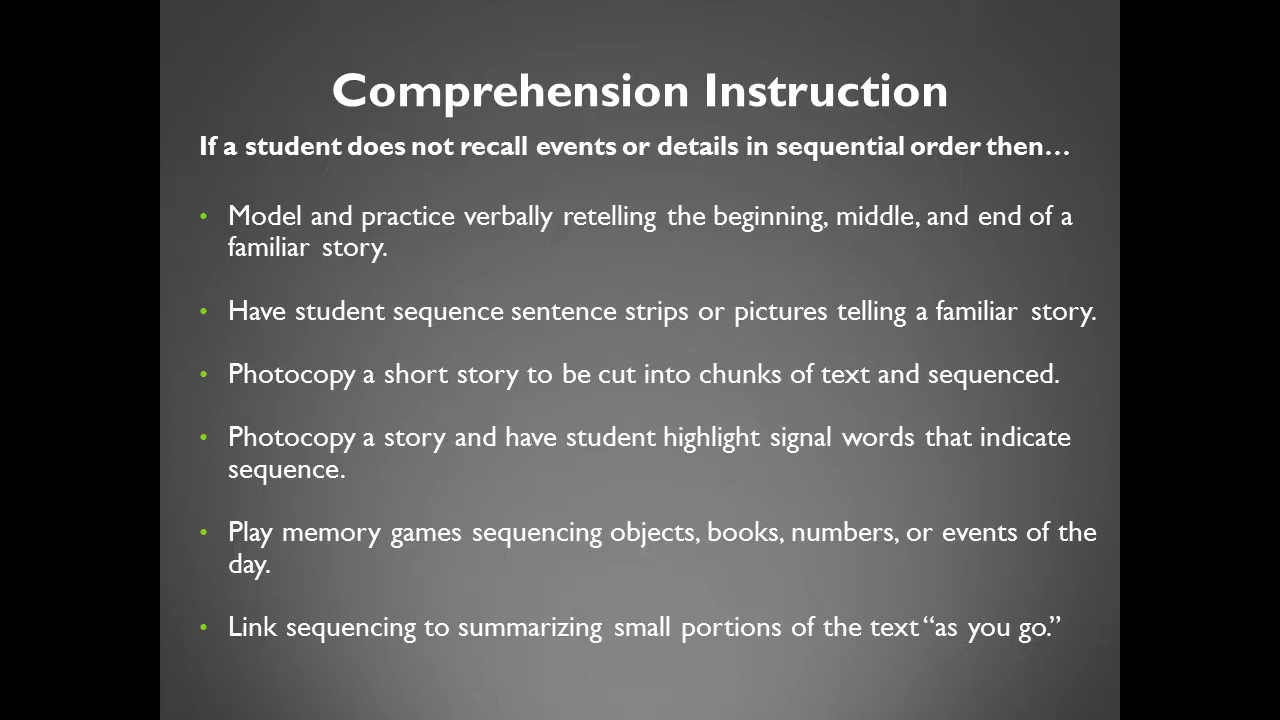 Comprehension Instruction
If a student does not recall events or details in sequential order then…
• Model and practice verbally retelling the beginning, middle, and end of a
familiar story.
• Have student sequence sentence strips or pictures telling a familiar story.
• Photocopy a short story to be cut into chunks of text and sequenced.
• Photocopy a story and have student highlight signal words that indicate
sequence.
• Play memory games sequencing objects, books, numbers, or events of the
day.
• Link sequencing to summarizing small portions of the text “as you go.”